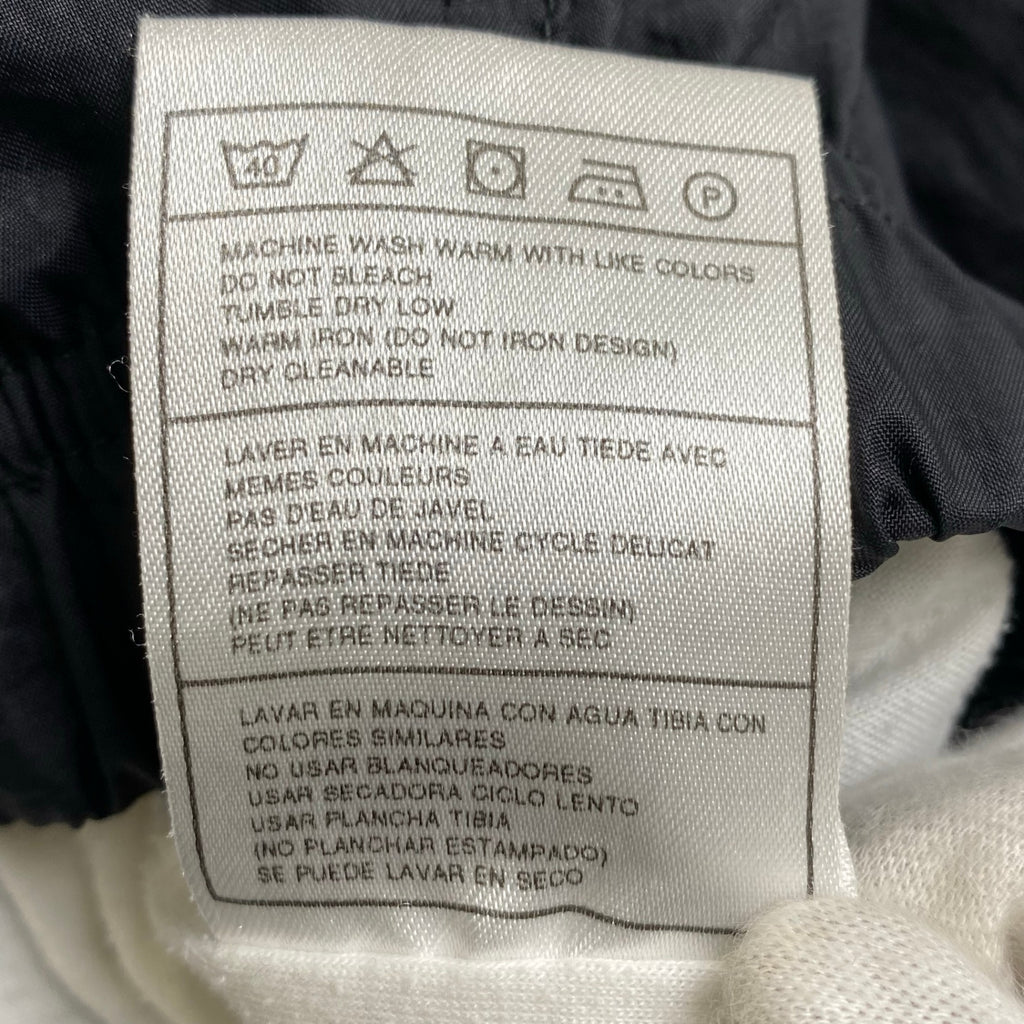 40
P
MACHINE WASH WARM WITH LIKE COLORS
DO NOT BLEACH
TUMBLE DRY LOW
WARM IRON (DO NOT IRON DESIGN)
DRY CLEANABLE
LAVER EN MACHINE A EAU TIEDE AVEC
MEMES COULEURS
PAS D'EAU DE JAVEL
SECHER EN MACHINE CYCLE DELICAT
REPASSER TIEDE
(NE PAS REPASSER LE DESSIN)
PEUT ETRE NETTOYER A SEC
LAVAR EN MAQUINA CON AGUA TIBIA CON
COLORES SIMILARES
NO USAR BLANQUEADORES
USAR SECADORA CICLO LENTO
USAR PLANCHA TIBIA
(NO PLANCHAR ESTAMPADO)
SE PUEDE LAVAR EN SECO